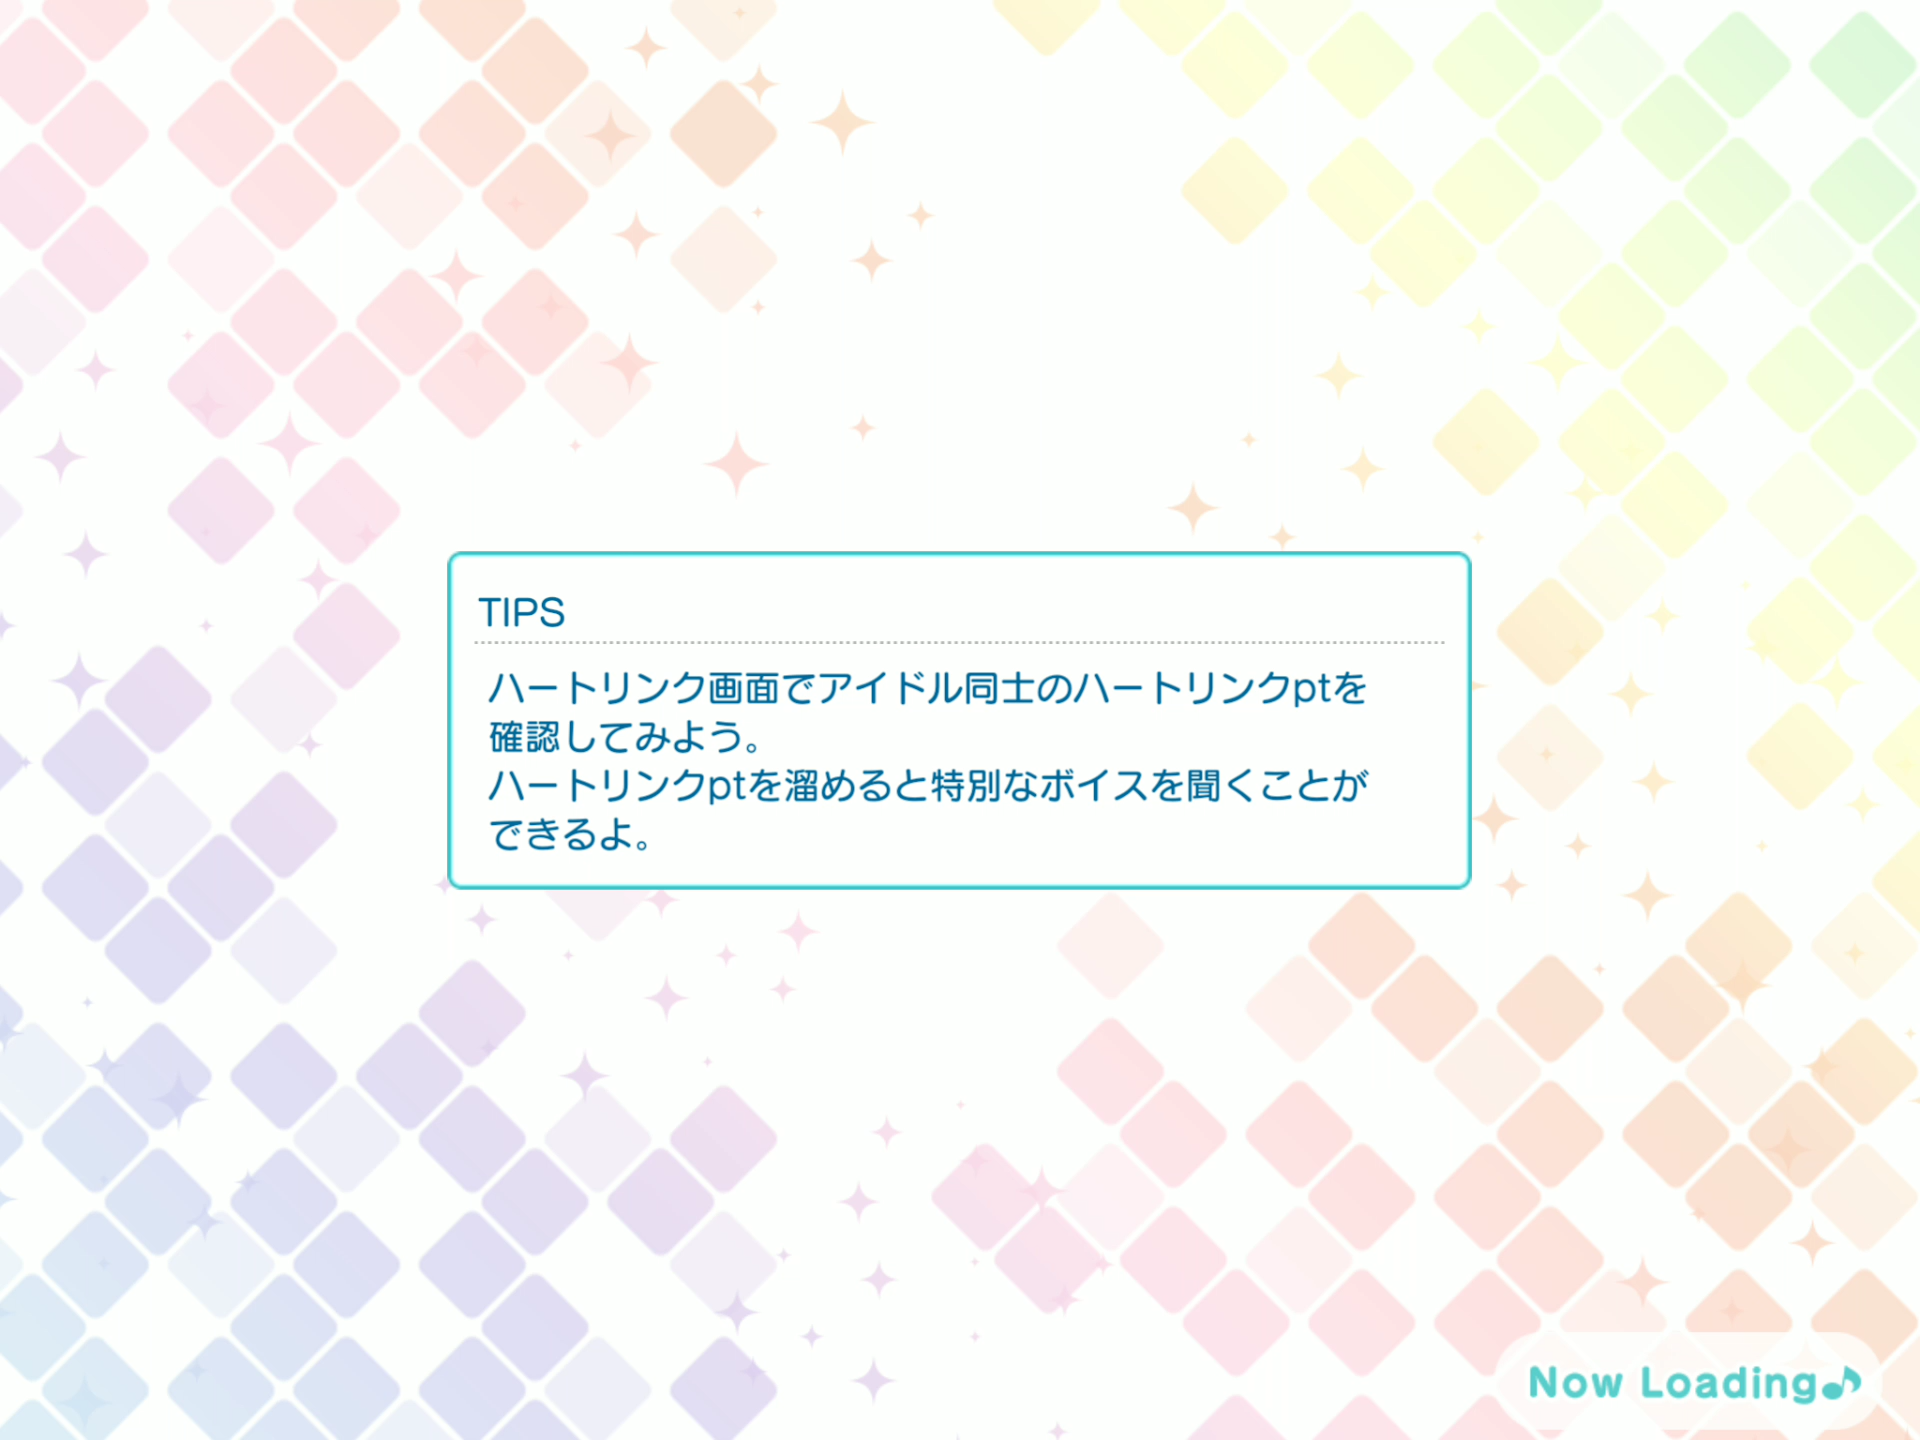 TIPS
ハートリンク画面でアイドル同士のハートリンクptを
確認してみよう。
ハートリンクptを溜めると特別なボイスを聞くことが
できるよ。
Now Loading♪